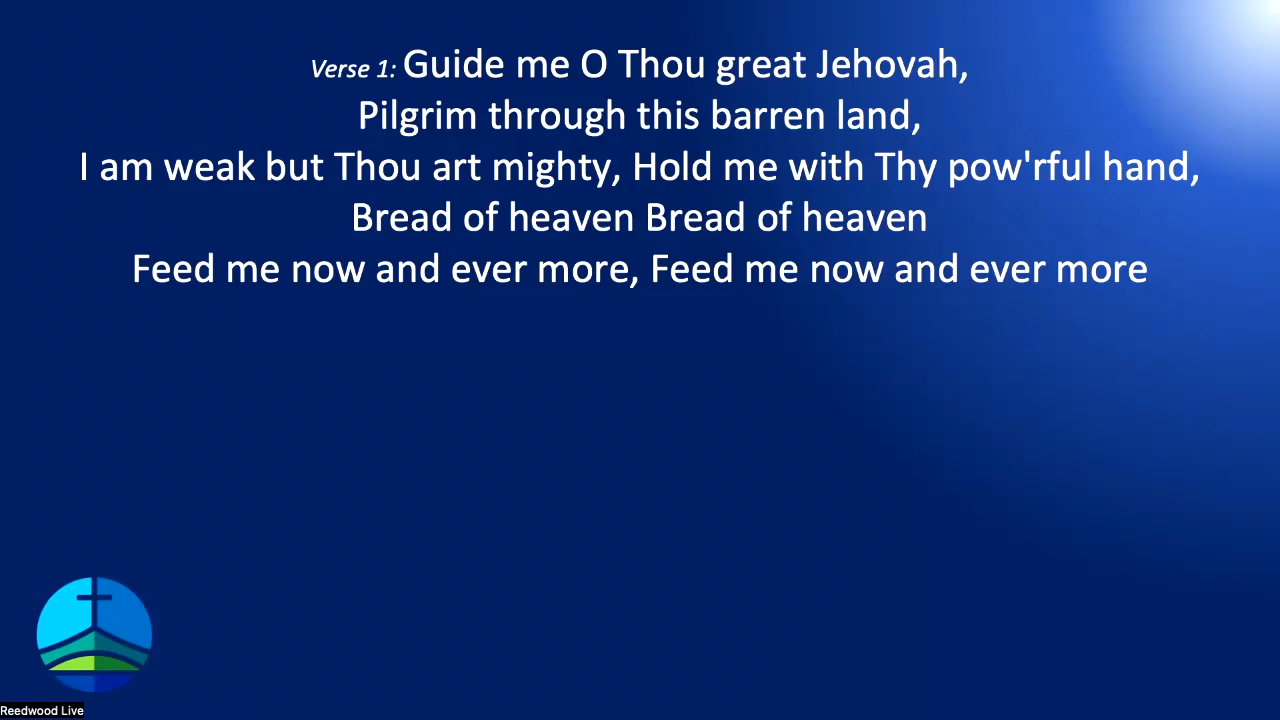 Verse 1: Guide me O Thou great Jehovah,
Pilgrim through this barren land,
I am weak but Thou art mighty, Hold me with Thy pow'rful hand,
Bread of heaven Bread of heaven
Feed me now and ever more, Feed me now and ever more
Reedwood Live